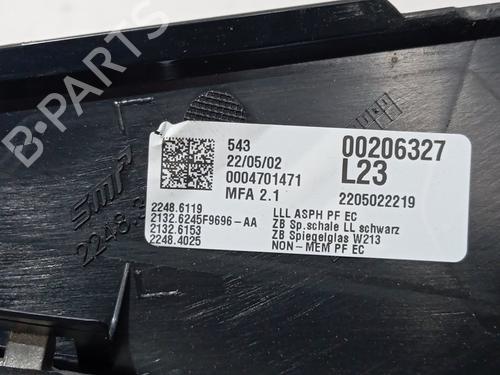 B-PARTS
543
22/05/02
0004701471
MFA 2.1
00206327
L23
2205022219
2248.6119
2132.6245F9696-AA
2132.6153
2248.4025
LLL ASPH PF EC
ZB Sp.schale LL schwarz
ZB Spiegelglas W213
NON-MEM PF EC
SMR
2248.3